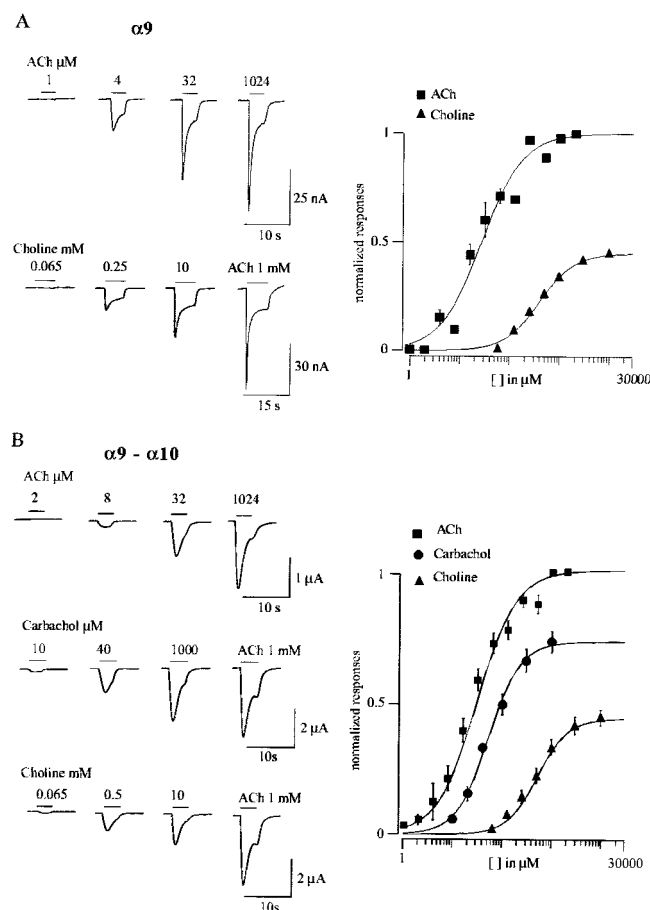 A
α9
ACh μM
1 4 32 1024
25 nA
10 s
Choline mM
0.065 0.25 10 ACh 1 mM
30 nA
15 s
ACh
Choline
normalized responses
1
0.5
0
1 [ ] in μM 30000
B
α9 - α10
ACh μM
2 8 32 1024
1 μA
10s
Carbachol μM
10 40 1000 ACh 1 mM
2 μA
10s
Choline mM
0.065 0.5 10 ACh 1 mM
2 μA
10s
ACh
Carbachol
Choline
normalized responses
1
0.5
0
1 [ ] in μM 30000